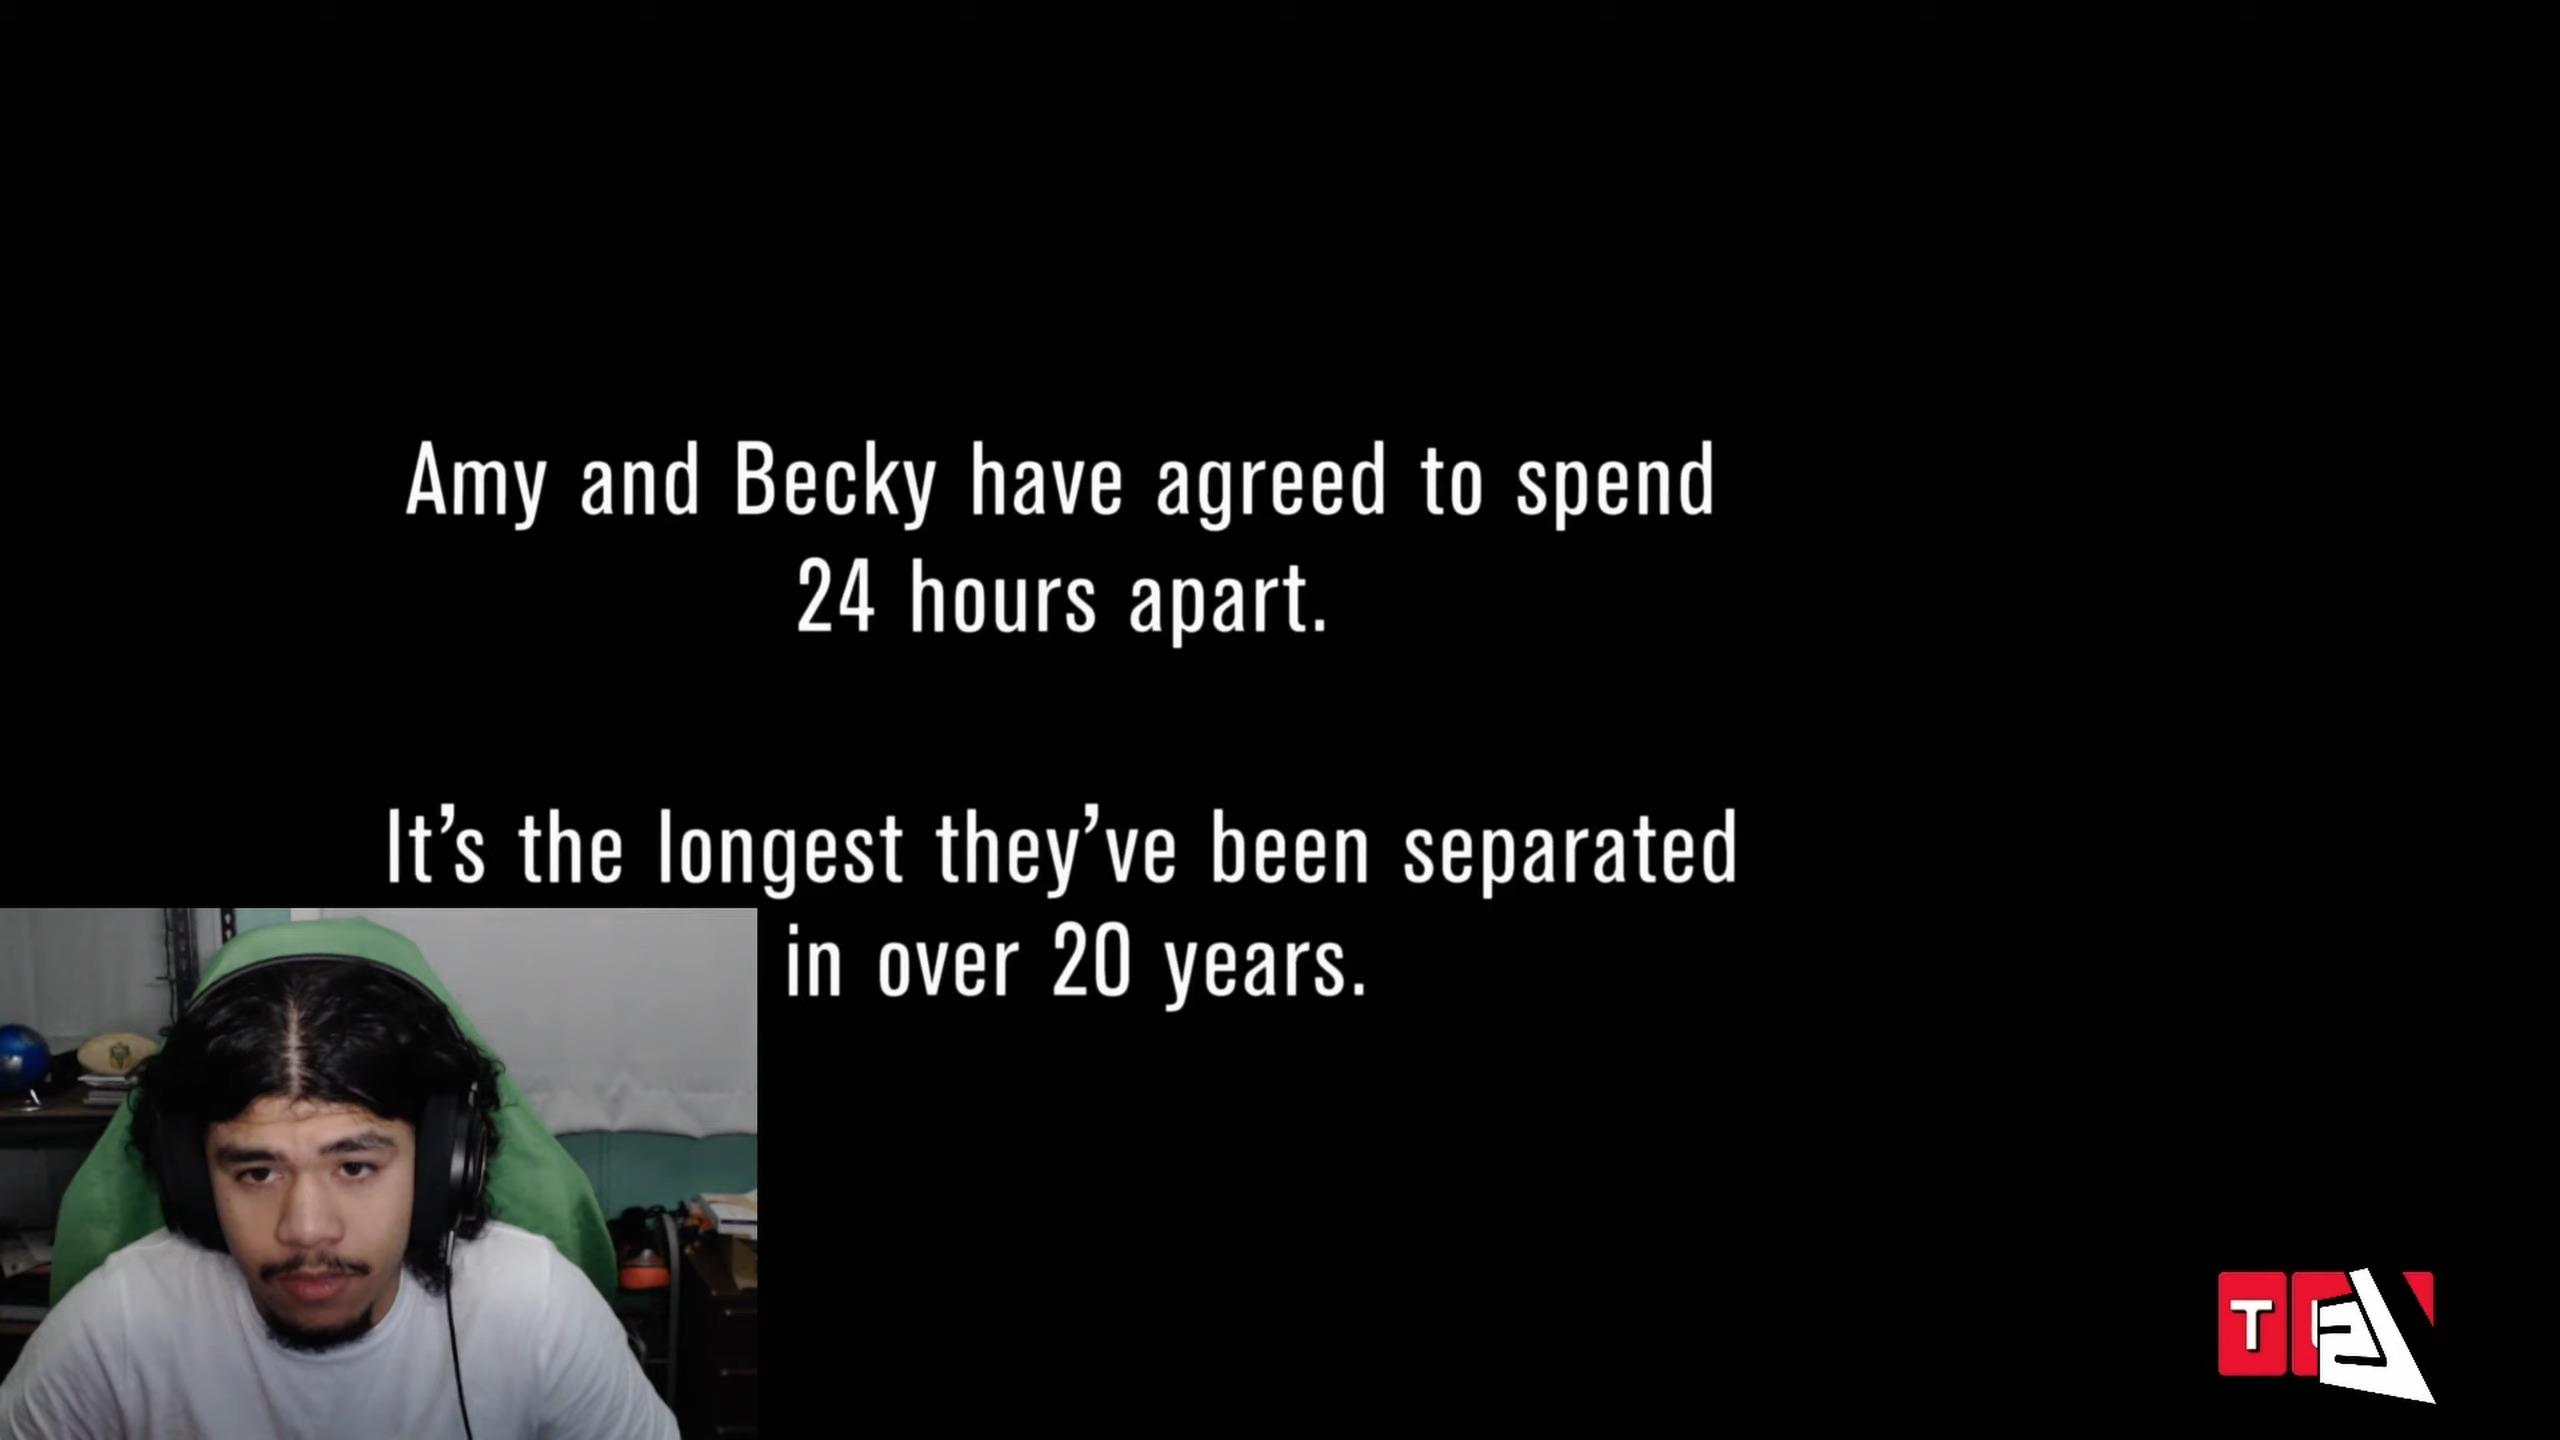 Amy and Becky have agreed to spend
24 hours apart.
It’s the longest they’ve been separated
in over 20 years.
T